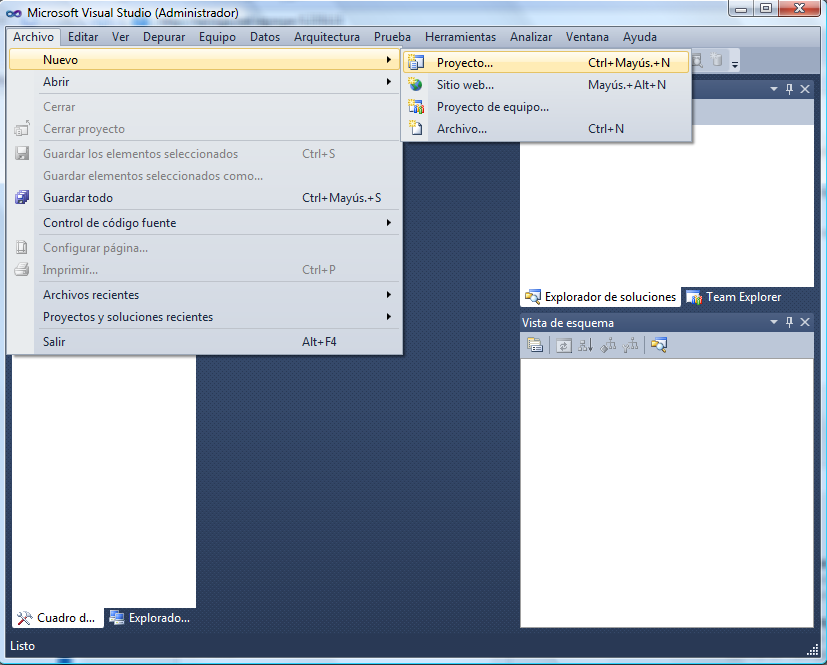 Microsoft Visual Studio (Administrador)
Archivo Editar Ver Depurar Equipo Datos Arquitectura Prueba Herramientas Analizar Ventana Ayuda
Nuevo
Abrir
Cerrar
Cerrar proyecto
Guardar los elementos seleccionados Ctrl+S
Guardar elementos seleccionados como...
Guardar todo Ctrl+Mayús.+S
Control de código fuente
Configurar página...
Imprimir... Ctrl+P
Archivos recientes
Proyectos y soluciones recientes
Salir Alt+F4
Proyecto... Ctrl+Mayús.+N
Sitio web... Mayús.+Alt+N
Proyecto de equipo...
Archivo... Ctrl+N
Explorador de soluciones Team Explorer
Vista de esquema
Cuadro d... Explorado...
Listo